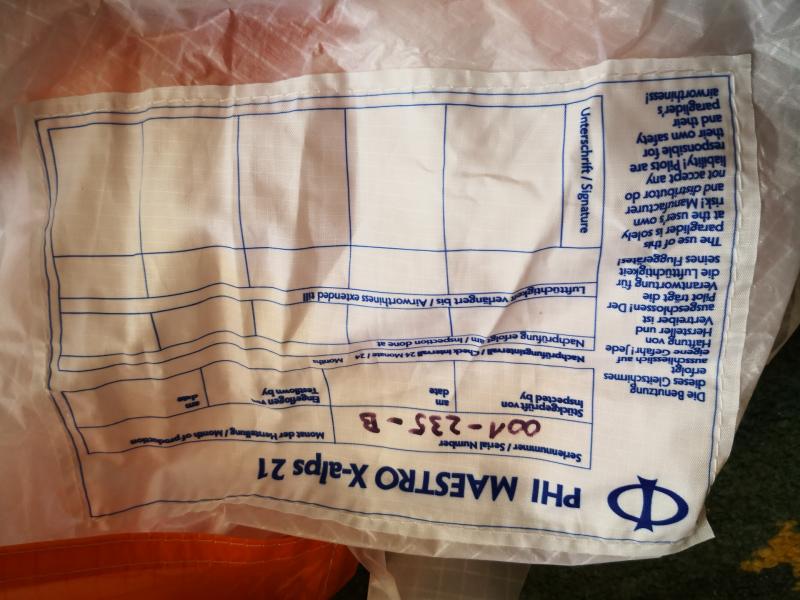 PHI MAESTRO X-alps 21
Seriennummer / Serial Number
001-235-B
Monat der Herstellung / Month of production
Stückgeprüft von
Inspected by
am
date
Eingeflogen von
Testflown by
am
date
Nachprüfintervall / Check Interval 24 Monate / 24 Months
Nachprüfung erfolgt am / Inspection done at
Lufttüchtigkeit verlängert bis / Airworthiness extended till
Unterschrift / Signature
Die Benutzung
dieses Gleitschirmes
erfolgt
ausschliesslich auf
eigene Gefahr! Jede
Haftung von
Hersteller und
Vertreiber ist
ausgeschlossen! Der
Pilot trägt die
Verantwortung für
die Lufttüchtigkeit
seines Fluggerätes!
The use of this
paraglider is solely
at the user's own
risk! Manufacturer
and distributor do
not accept any
liability! Pilots are
responsible for
their own safety
and their
paraglider's
airworthiness!